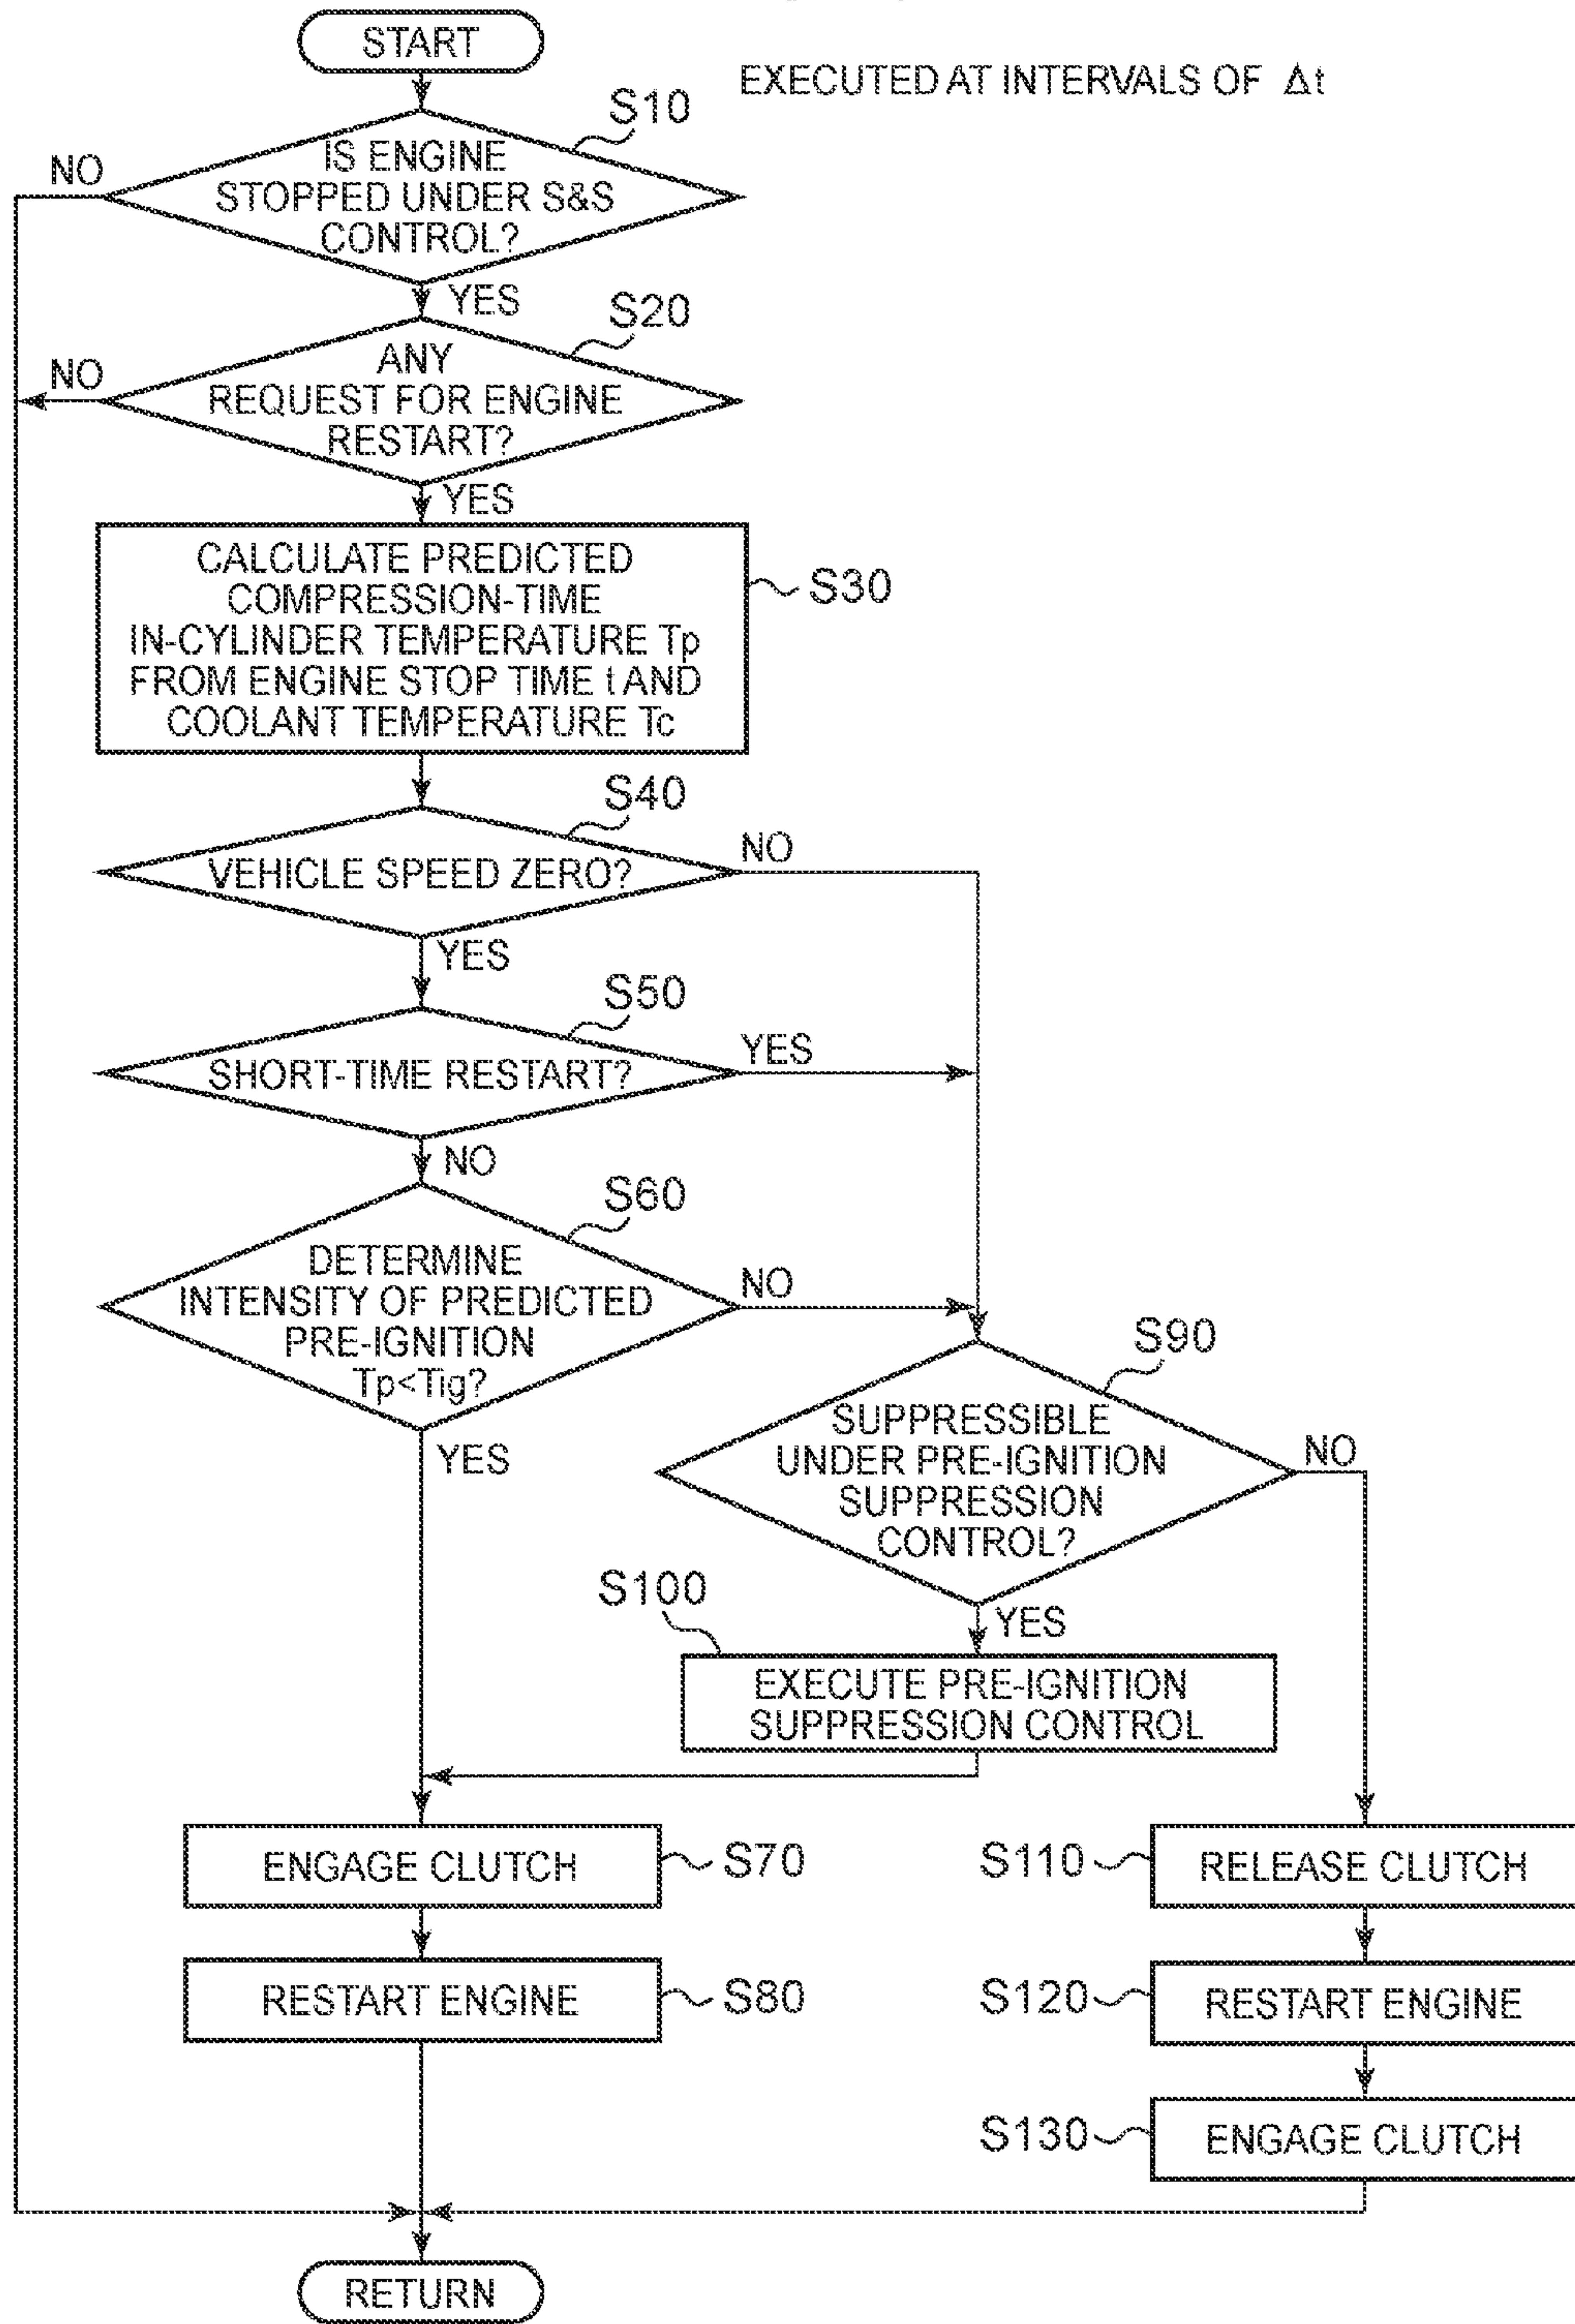 START
EXECUTED AT INTERVALS OF Δt
S10
IS ENGINE
STOPPED UNDER S&S
CONTROL?
NO
YES
S20
ANY
REQUEST FOR ENGINE
RESTART?
NO
YES
CALCULATE PREDICTED
COMPRESSION-TIME
IN-CYLINDER TEMPERATURE Tp
FROM ENGINE STOP TIME t AND
COOLANT TEMPERATURE Tc
S30
S40
VEHICLE SPEED ZERO?
NO
YES
S50
SHORT-TIME RESTART?
YES
NO
S60
DETERMINE
INTENSITY OF PREDICTED
PRE-IGNITION
Tp<Tig?
NO
YES
S90
SUPPRESSIBLE
UNDER PRE-IGNITION
SUPPRESSION
CONTROL?
NO
YES
S100
EXECUTE PRE-IGNITION
SUPPRESSION CONTROL
ENGAGE CLUTCH
S70
S110
RELEASE CLUTCH
RESTART ENGINE
S80
S120
RESTART ENGINE
S130
ENGAGE CLUTCH
RETURN